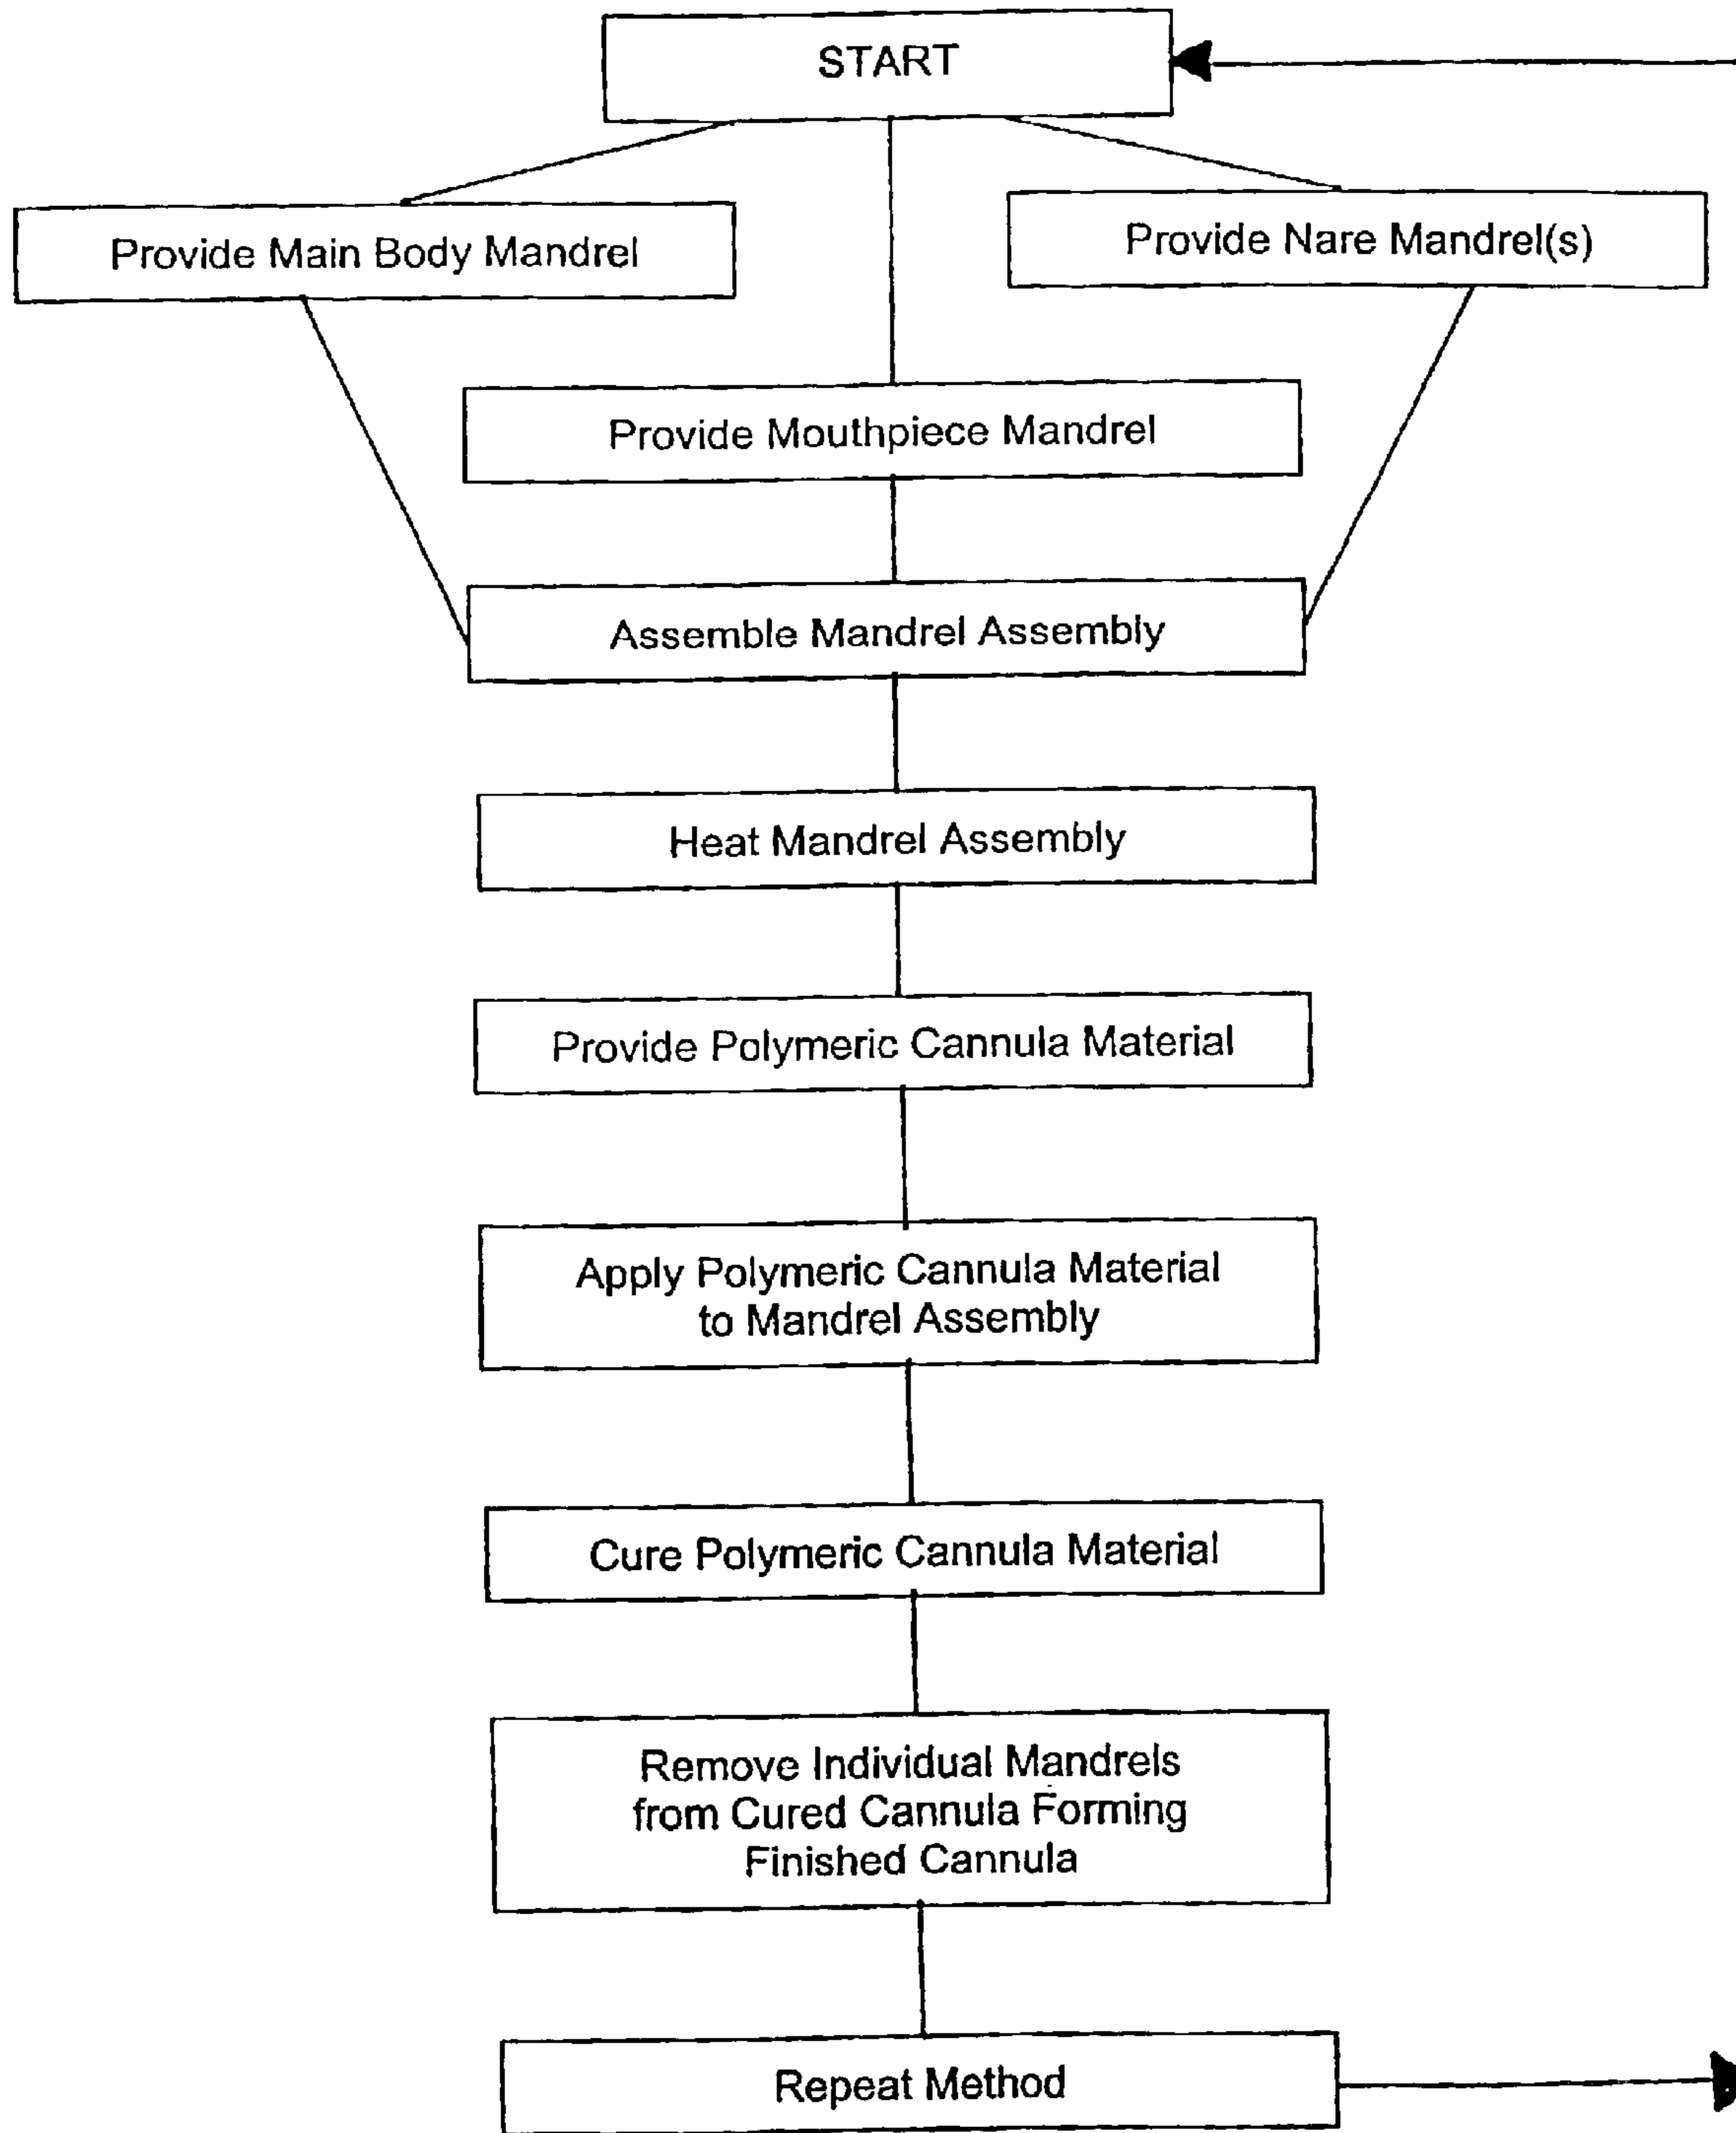 START
Provide Main Body Mandrel
Provide Nare Mandrel(s)
Provide Mouthpiece Mandrel
Assemble Mandrel Assembly
Heat Mandrel Assembly
Provide Polymeric Cannula Material
Apply Polymeric Cannula Material
to Mandrel Assembly
Cure Polymeric Cannula Material
Remove Individual Mandrels
from Cured Cannula Forming
Finished Cannula
Repeat Method